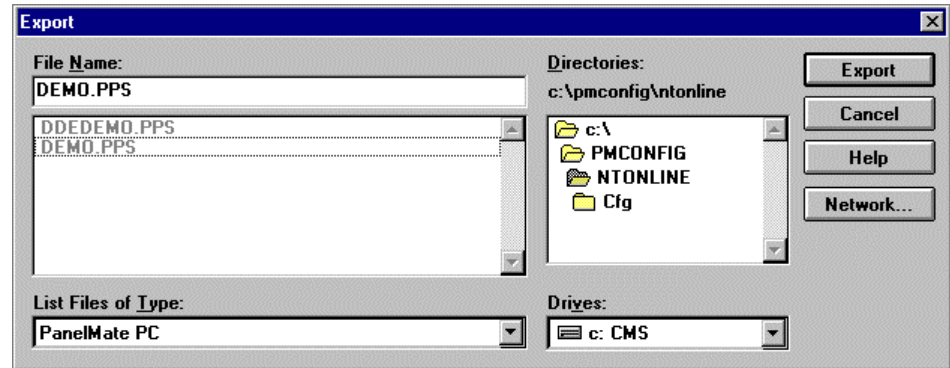 Export
File Name:
DEMO.PPS
DDEDEMO.PPS
DEMO.PPS
List Files of Type:
PanelMate PC
Directories:
c:\pmconfig\ntonline
c:\
PMCONFIG
NTONLINE
Cfg
Drives:
c: CMS
Export
Cancel
Help
Network...